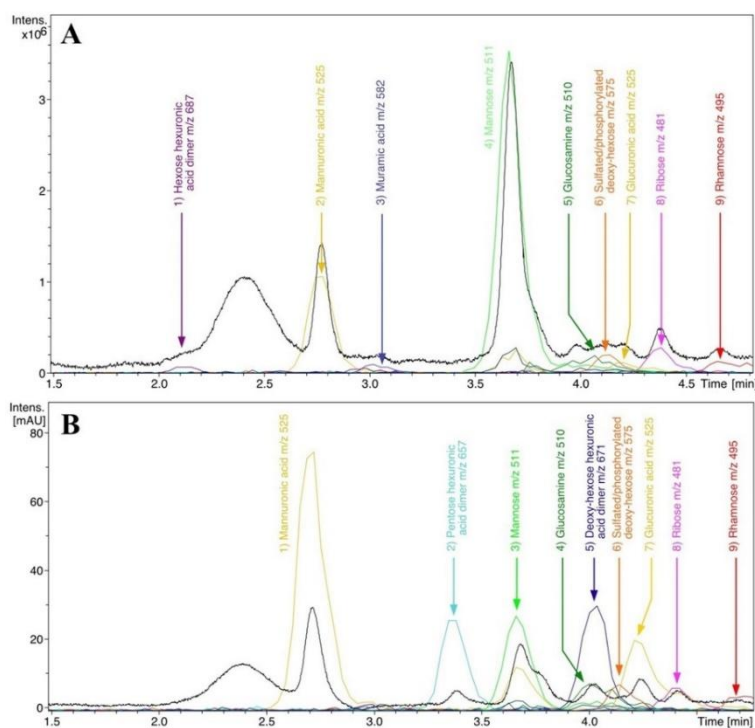 Intens.
x10⁶
A
3
2
1
0
1) Hexose hexuronic
acid dimer m/z 687
2) Mannuronic acid m/z 525
3) Muramic acid m/z 582
4) Mannose m/z 511
5) Glucosamine m/z 510
6) Sulfated/phosphorylated
deoxy-hexose m/z 575
7) Glucuronic acid m/z 525
8) Ribose m/z 481
9) Rhamnose m/z 495
1.5 2.0 2.5 3.0 3.5 4.0 4.5 Time [min]
Intens.
[mAU]
B
80
60
40
20
0
1) Mannuronic acid m/z 525
2) Pentose hexuronic
acid dimer m/z 657
3) Mannose m/z 511
4) Glucosamine m/z 510
5) Deoxy-hexose hexuronic
acid dimer m/z 671
6) Sulfated/phosphorylated
deoxy-hexose m/z 575
7) Glucuronic acid m/z 525
8) Ribose m/z 481
9) Rhamnose m/z 495
1.5 2.0 2.5 3.0 3.5 4.0 Time [min]